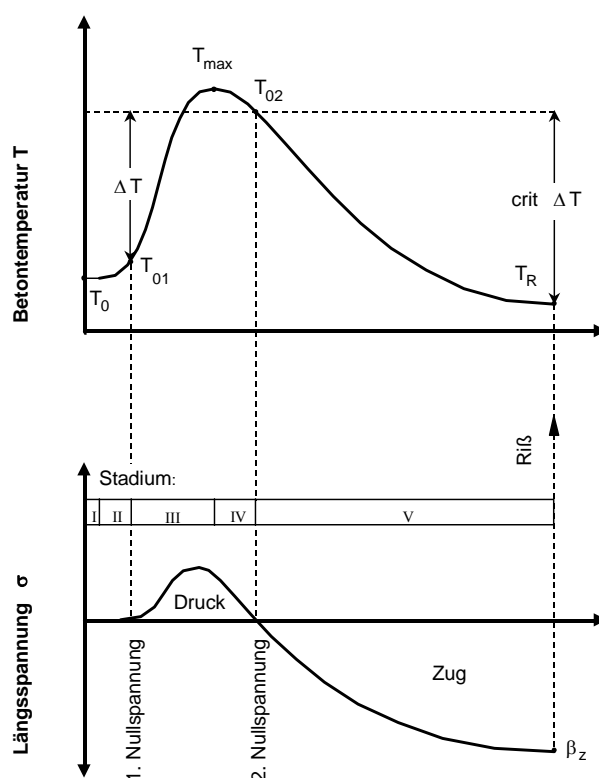 T_max
T_02
ΔT
crit ΔT
T_01
T_0
T_R
Betontemperatur T
Riß
Stadium:
I II III IV V
Druck
Zug
Längsspannung σ
1. Nullspannung
2. Nullspannung
β_z